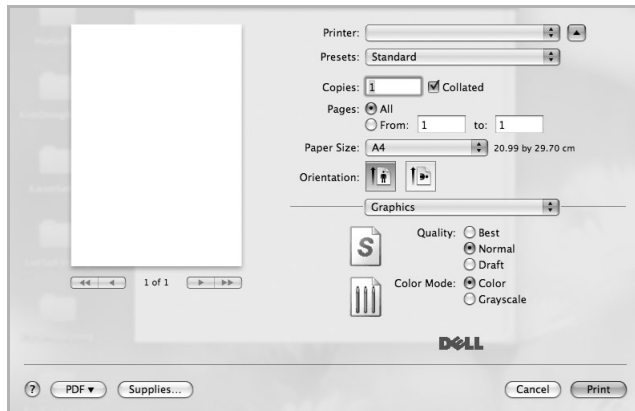 Printer:
Presets: Standard
Copies: 1 Collated
Pages: All
From: 1 to: 1
Paper Size: A4 20.99 by 29.70 cm
Orientation:
Graphics
S
Quality: Best
Normal
Draft
1 of 1
Color Mode: Color
Grayscale
DELL
? PDF Supplies... Cancel Print